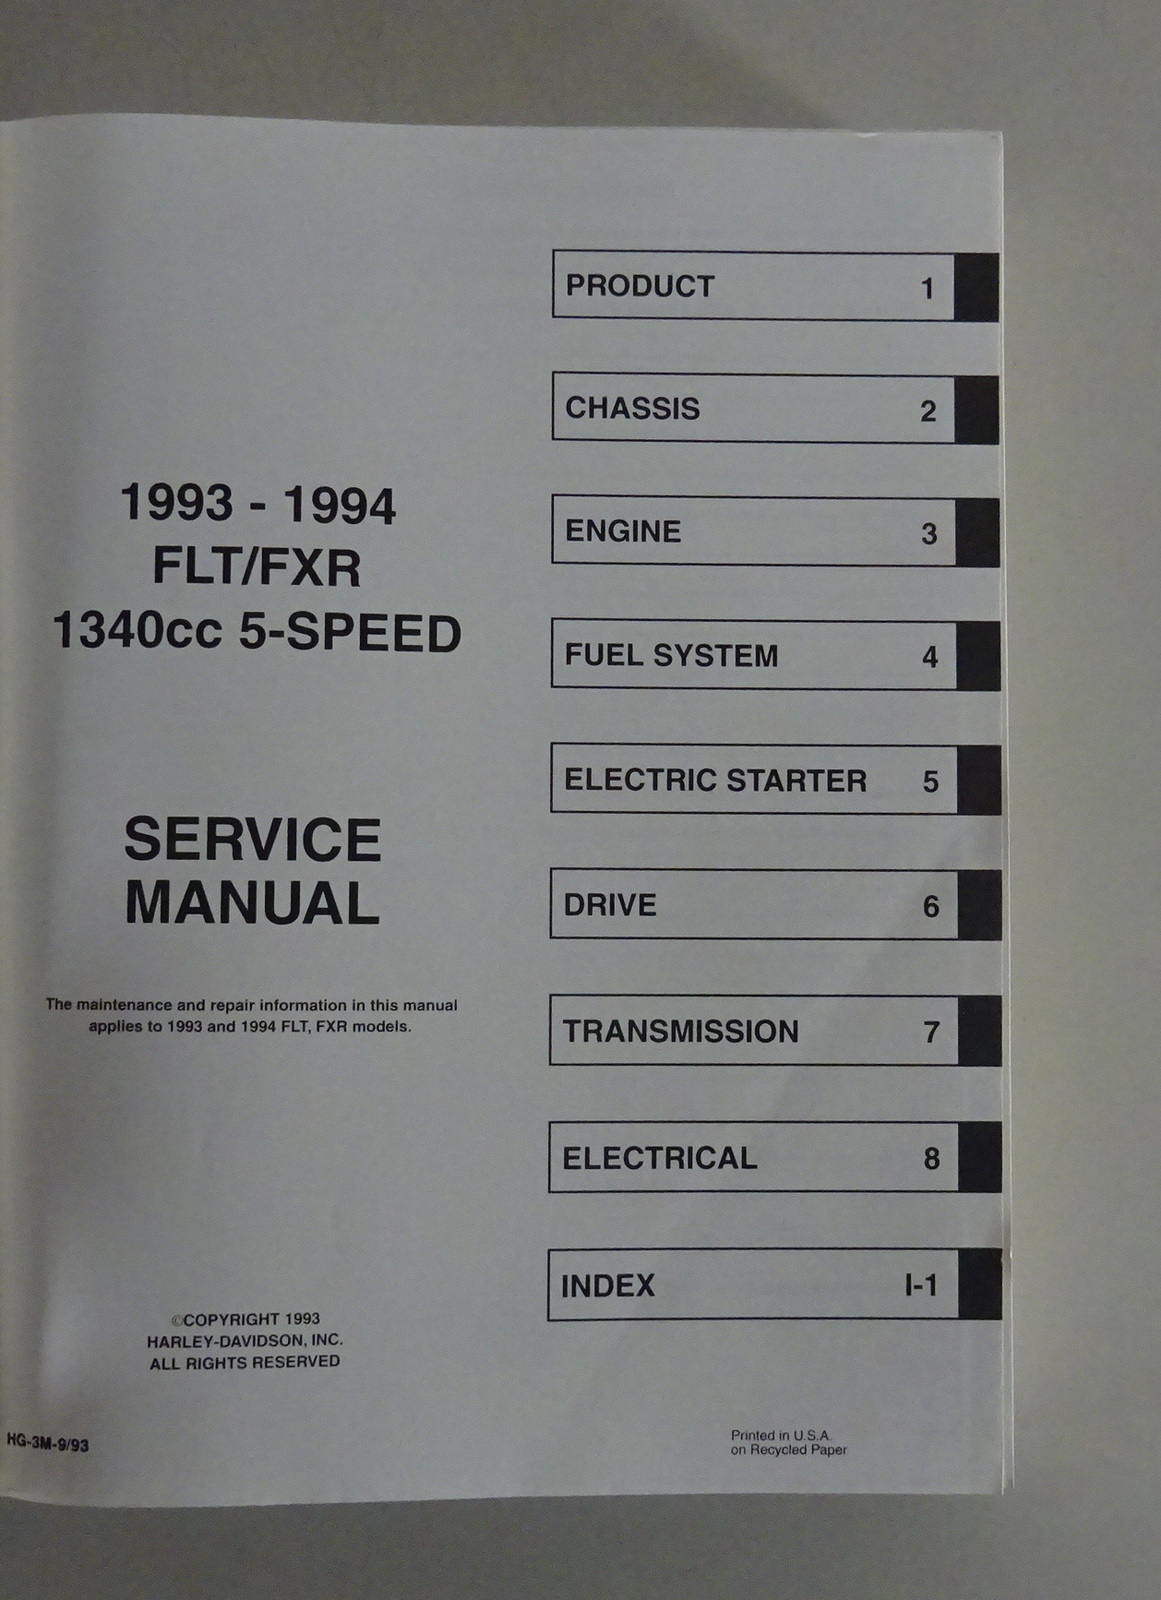 1993 - 1994
FLT/FXR
1340cc 5-SPEED
SERVICE
MANUAL
The maintenance and repair information in this manual
applies to 1993 and 1994 FLT, FXR models.
©COPYRIGHT 1993
HARLEY-DAVIDSON, INC.
ALL RIGHTS RESERVED
HG-3M-9/93
PRODUCT 1
CHASSIS 2
ENGINE 3
FUEL SYSTEM 4
ELECTRIC STARTER 5
DRIVE 6
TRANSMISSION 7
ELECTRICAL 8
INDEX I-1
Printed in U.S.A.
on Recycled Paper